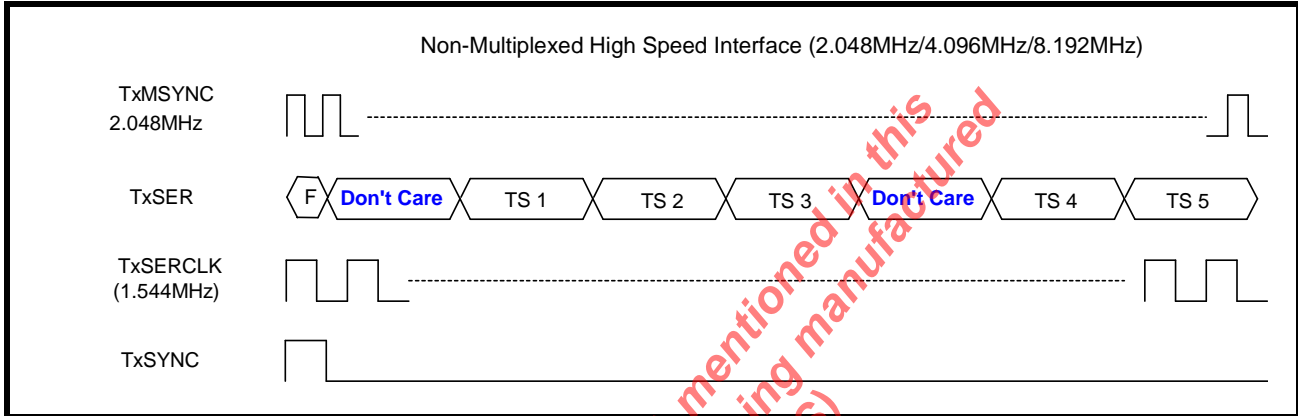 Non-Multiplexed High Speed Interface (2.048MHz/4.096MHz/8.192MHz)
TxMSYNC
2.048MHz
TxSER
F
Don't Care
TS 1
TS 2
TS 3
Don't Care
TS 4
TS 5
TxSERCLK
(1.544MHz)
TxSYNC
mentioned in this
ing manufactured